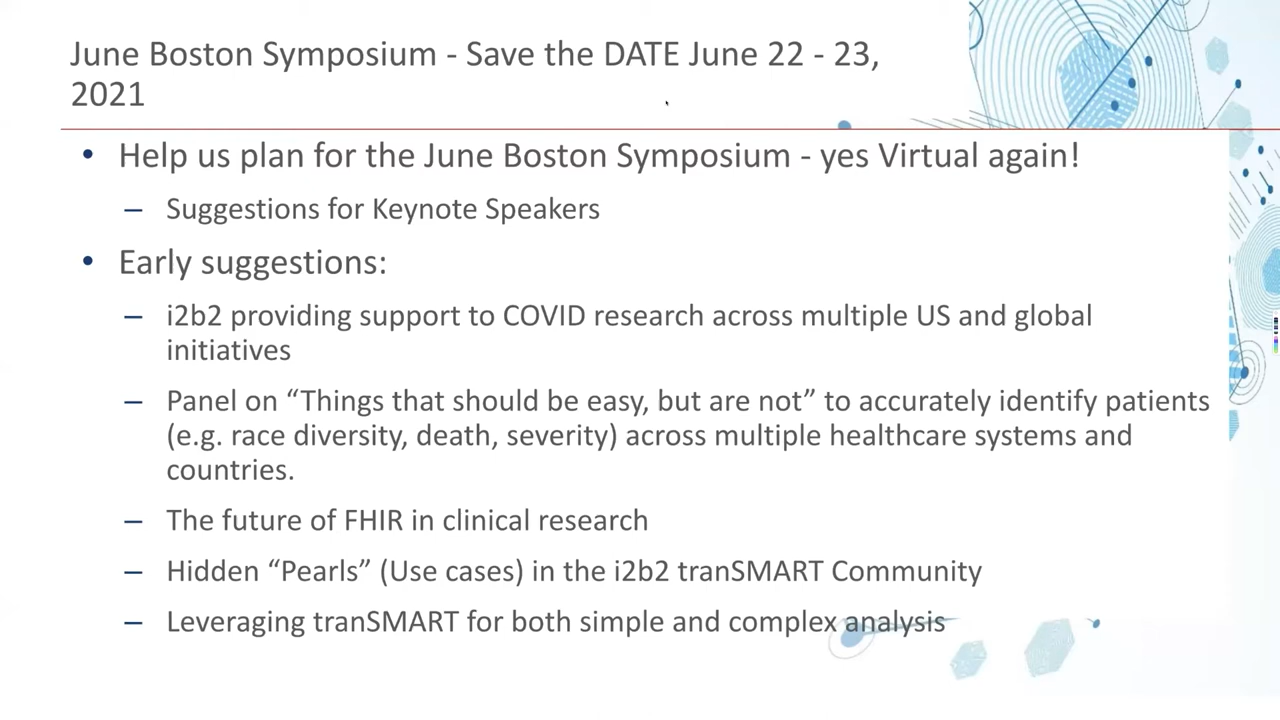 June Boston Symposium - Save the DATE June 22 - 23,
2021
• Help us plan for the June Boston Symposium - yes Virtual again!
– Suggestions for Keynote Speakers
• Early suggestions:
– i2b2 providing support to COVID research across multiple US and global
initiatives
– Panel on “Things that should be easy, but are not” to accurately identify patients
(e.g. race diversity, death, severity) across multiple healthcare systems and
countries.
– The future of FHIR in clinical research
– Hidden “Pearls” (Use cases) in the i2b2 tranSMART Community
– Leveraging tranSMART for both simple and complex analysis